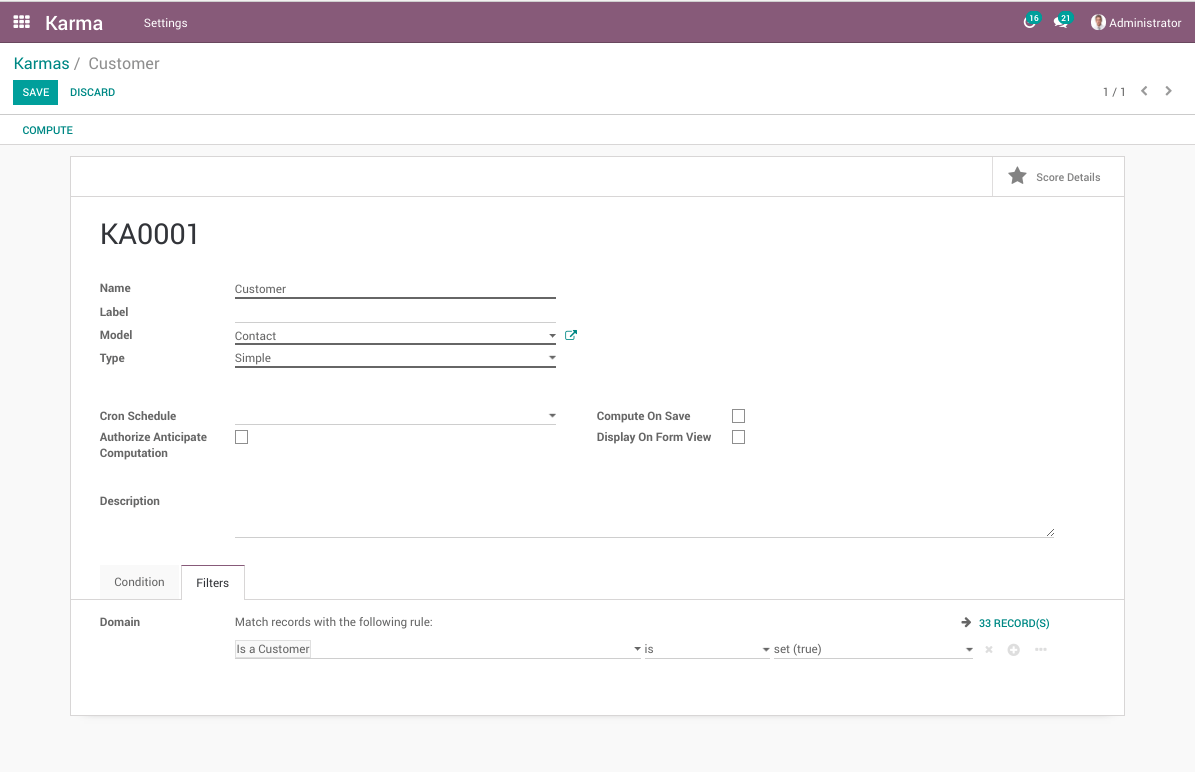 Karma Settings 16 21 Administrator
Karmas / Customer
SAVE DISCARD 1 / 1
COMPUTE
Score Details
KA0001
Name Customer
Label
Model Contact
Type Simple
Cron Schedule Compute On Save
Authorize Anticipate Display On Form View
Computation
Description
Condition Filters
Domain Match records with the following rule: 33 RECORD(S)
Is a Customer is set (true)